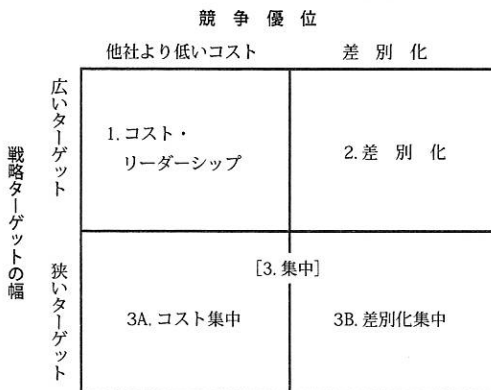 競争優位
他社より低いコスト
差別化
戦略ターゲットの幅
広いターゲット
1.コスト・
リーダーシップ
2.差別化
狭いターゲット
[3.集中]
3A.コスト集中
3B.差別化集中